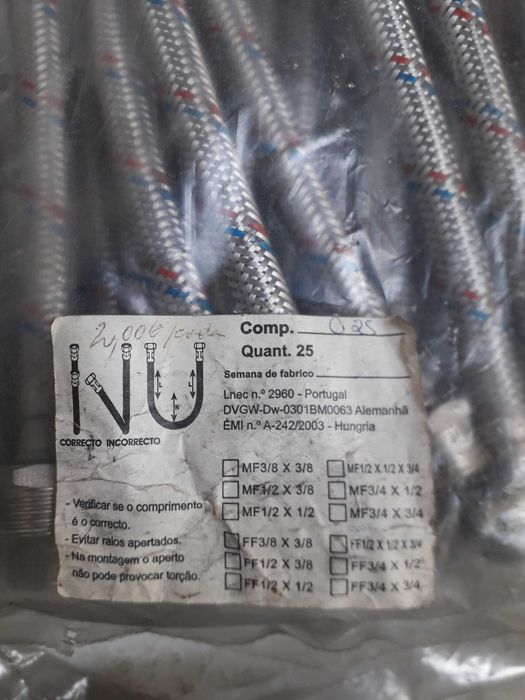 2,00€/cada
Comp. 0 25
Quant. 25
Semana de fabrico
Lnec n.º 2960 - Portugal
DVGW-Dw-0301BM0063 Alemanhã
ÉMI n.º A-242/2003 - Hungria
L L
R
CORRECTO INCORRECTO
- Verificar se o comprimento
é o correcto.
- Evitar raios apertados.
- Na montagem o aperto
não pode provocar torção.
MF3/8 X 3/8
MF1/2 X 3/8
MF1/2 X 1/2
FF3/8 X 3/8
FF1/2 X 3/8
FF1/2 X 1/2
MF1/2 X 1/2 X 3/4
MF3/4 X 1/2
MF3/4 X 3/4
FF1/2 X 1/2 X 3/4
FF3/4 X 1/2
FF3/4 X 3/4